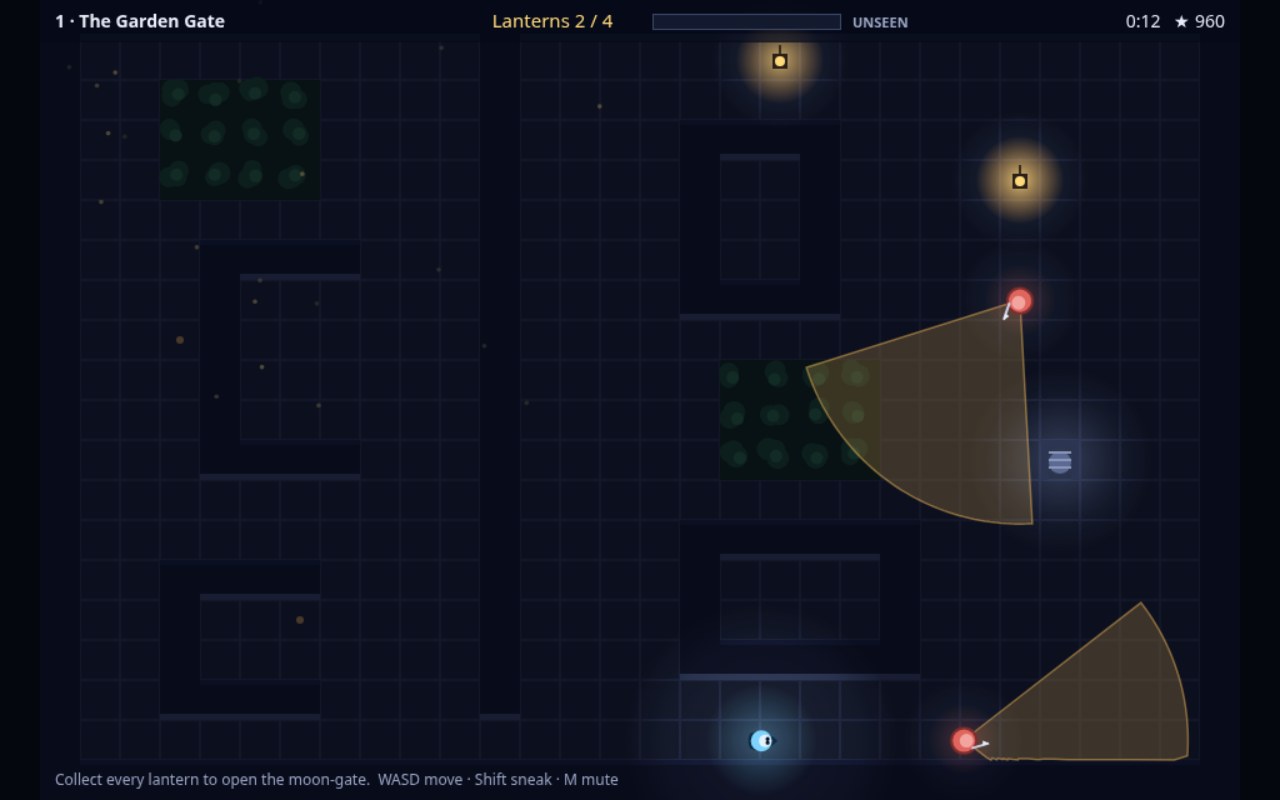 1 · The Garden Gate Lanterns 2 / 4 UNSEEN 0:12 ★ 960
Collect every lantern to open the moon-gate. WASD move · Shift sneak · M mute